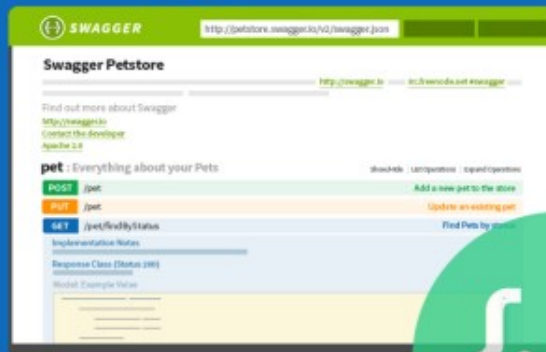 SWAGGER http://petstore.swagger.io/v2/swagger.json
Swagger Petstore
http://swagger.io irc.freenode.net #swagger
Find out more about Swagger
http://swagger.io
Contact the developer
Apache 2.0
pet : Everything about your Pets Show/Hide List Operations Expand Operations
POST /pet Add a new pet to the store
PUT /pet Update an existing pet
GET /pet/findByStatus Find Pets by
Implementation Notes
Response Class (Status 200)
Model Example Value